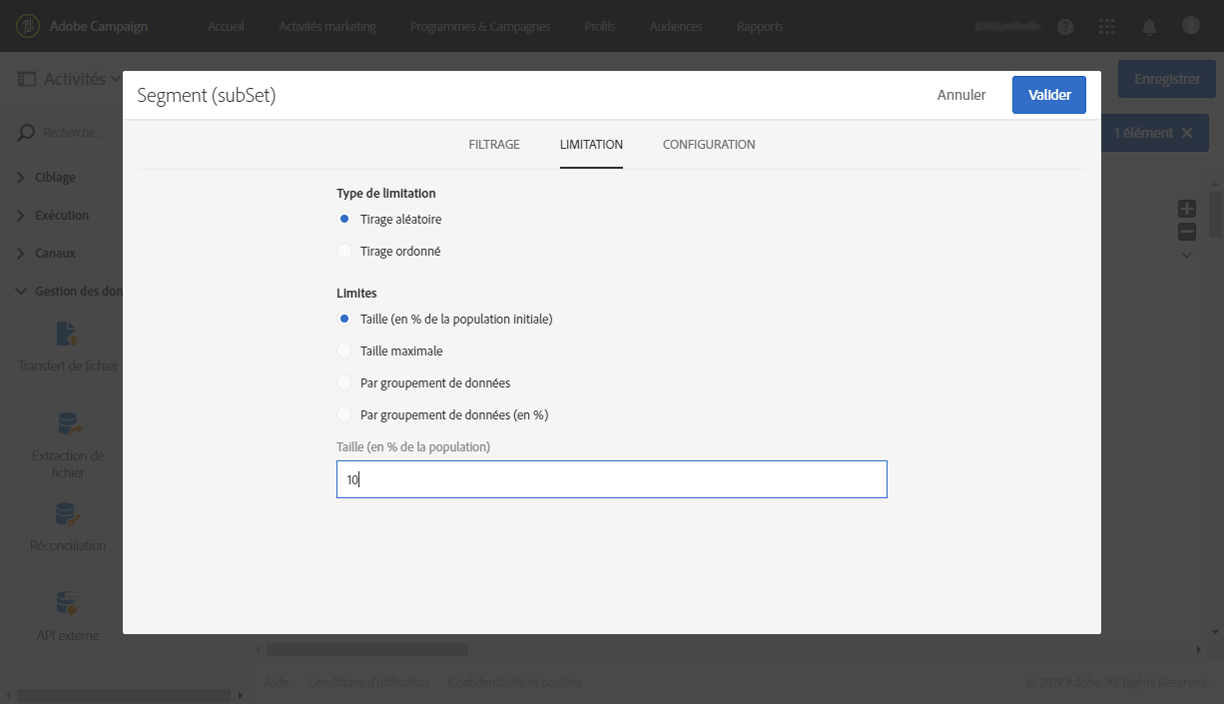 Adobe Campaign
Accueil
Activités marketing
Programmes & Campagnes
Profils
Audiences
Rapports
Activités
Enregistrer
Segment (subSet)
Annuler
Valider
Recherche...
1 élément
FILTRAGE
LIMITATION
CONFIGURATION
Ciblage
Exécution
Canaux
Gestion des don
Type de limitation
Tirage aléatoire
Tirage ordonné
Limites
Taille (en % de la population initiale)
Taille maximale
Par groupement de données
Par groupement de données (en %)
Taille (en % de la population)
10
Transfert de fichier
Extraction de
fichier
Réconciliation
API externe
Aide
Conditions d'utilisation
Confidentialité et cookies
© 2019 Adobe. All Rights Reserved